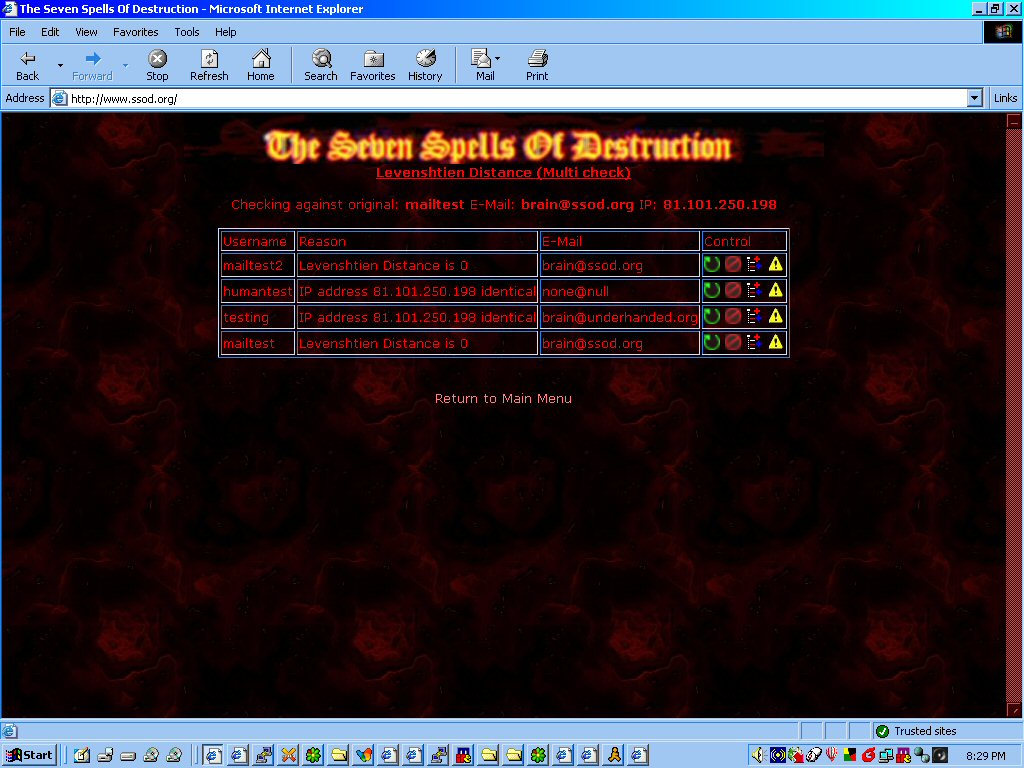 The Seven Spells Of Destruction - Microsoft Internet Explorer
File Edit View Favorites Tools Help
Back Forward Stop Refresh Home Search Favorites History Mail Print
Address http://www.ssod.org/ Links
The Seven Spells Of Destruction
Levenshtien Distance (Multi check)
Checking against original: mailtest E-Mail: brain@ssod.org IP: 81.101.250.198
Username Reason E-Mail Control
mailtest2 Levenshtien Distance is 0 brain@ssod.org
humantest IP address 81.101.250.198 identical none@null
testing IP address 81.101.250.198 identical brain@underhanded.org
mailtest Levenshtien Distance is 0 brain@ssod.org
Return to Main Menu
Trusted sites
Start 8:29 PM